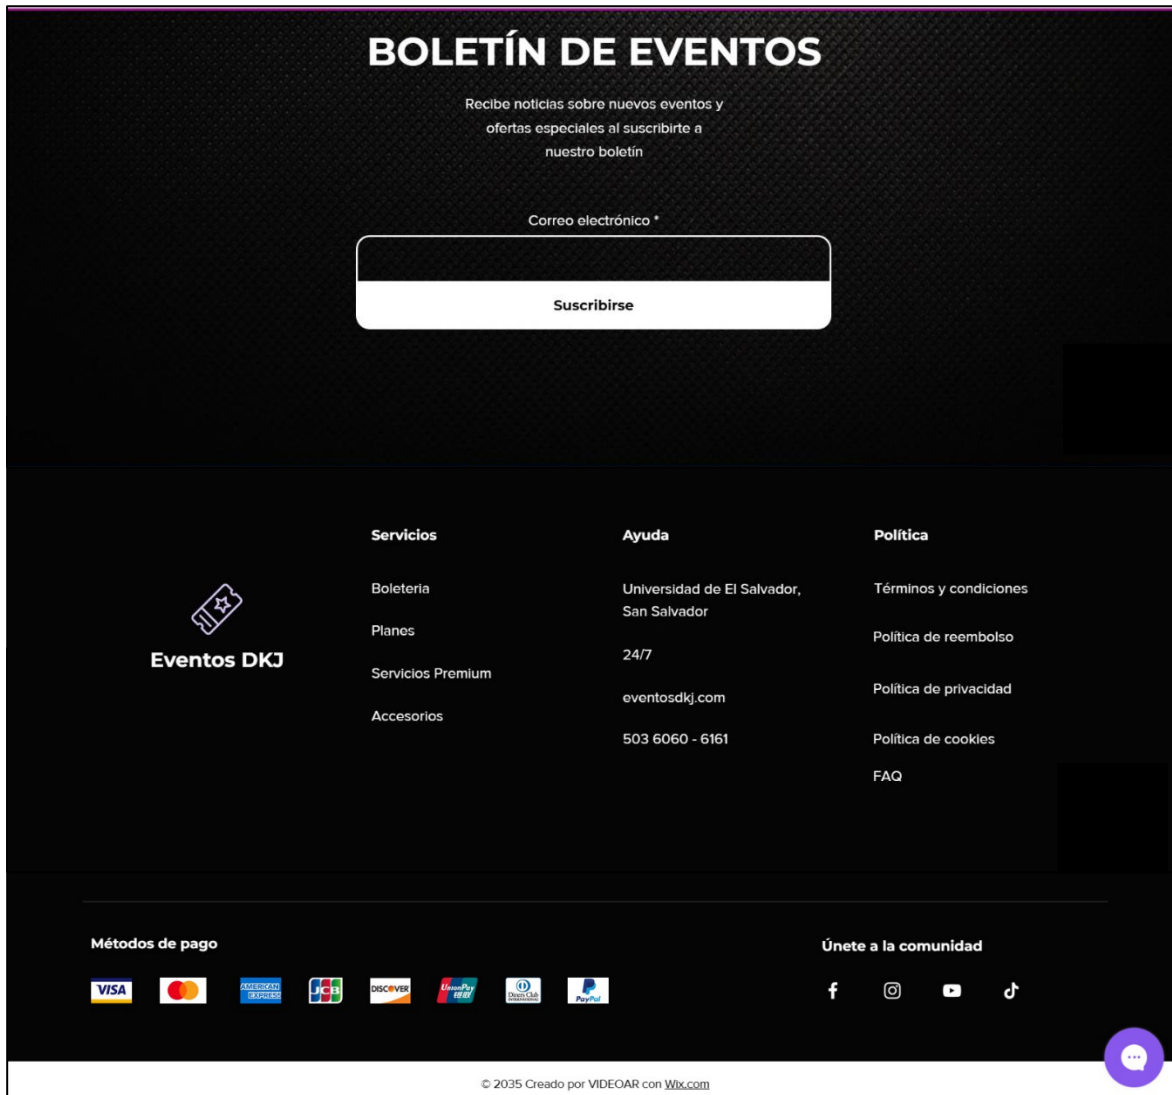 BOLETÍN DE EVENTOS
Recibe noticias sobre nuevos eventos y
ofertas especiales al suscribirte a
nuestro boletín
Correo electrónico *
Suscribirse
Eventos DKJ
Servicios
Boleteria
Planes
Servicios Premium
Accesorios
Ayuda
Universidad de El Salvador,
San Salvador
24/7
eventosdkj.com
503 6060 - 6161
Política
Términos y condiciones
Política de reembolso
Política de privacidad
Política de cookies
FAQ
Métodos de pago
VISA
AMERICAN
EXPRESS
JCB
DISCOVER
UnionPay
银联
Diners Club
INTERNATIONAL
PayPal
Únete a la comunidad
© 2035 Creado por VIDEOAR con Wix.com